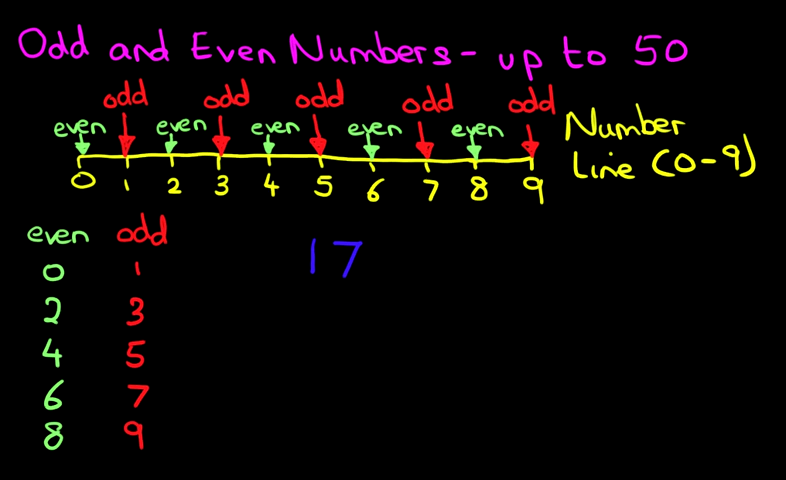 Odd and Even Numbers - up to 50
odd odd odd odd odd
even even even even even
Number
Line (0-9)
0 1 2 3 4 5 6 7 8 9
even odd
17
0 1
2 3
4 5
6 7
8 9